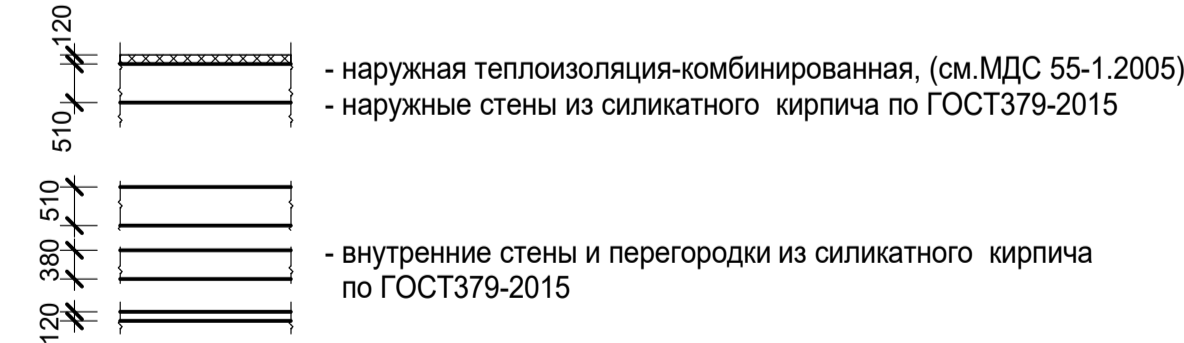 120
510
- наружная теплоизоляция-комбинированная, (см.МДС 55-1.2005)
- наружные стены из силикатного кирпича по ГОСТ379-2015
510
380
120
- внутренние стены и перегородки из силикатного кирпича
по ГОСТ379-2015